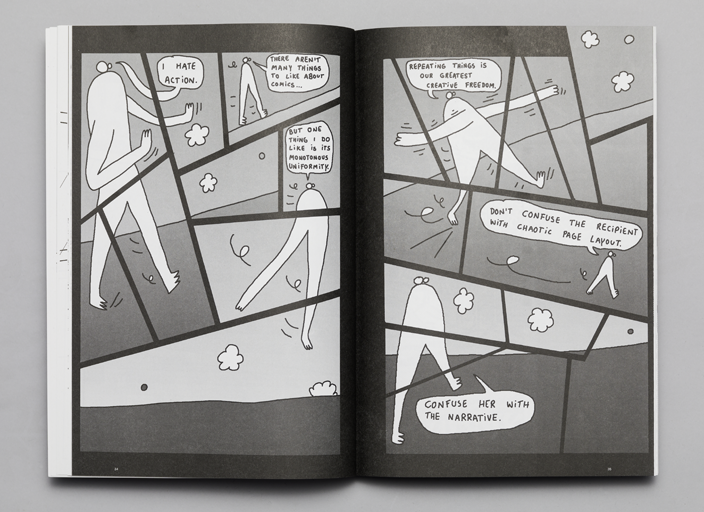 I HATE
ACTION.
THERE AREN'T
MANY THINGS
TO LIKE ABOUT
COMICS...
BUT ONE
THING I DO
LIKE IS ITS
MONOTONOUS
UNIFORMITY.
REPEATING THINGS IS
OUR GREATEST
CREATIVE FREEDOM.
DON'T CONFUSE THE RECIPIENT
WITH CHAOTIC PAGE LAYOUT.
CONFUSE HER WITH
THE NARRATIVE.